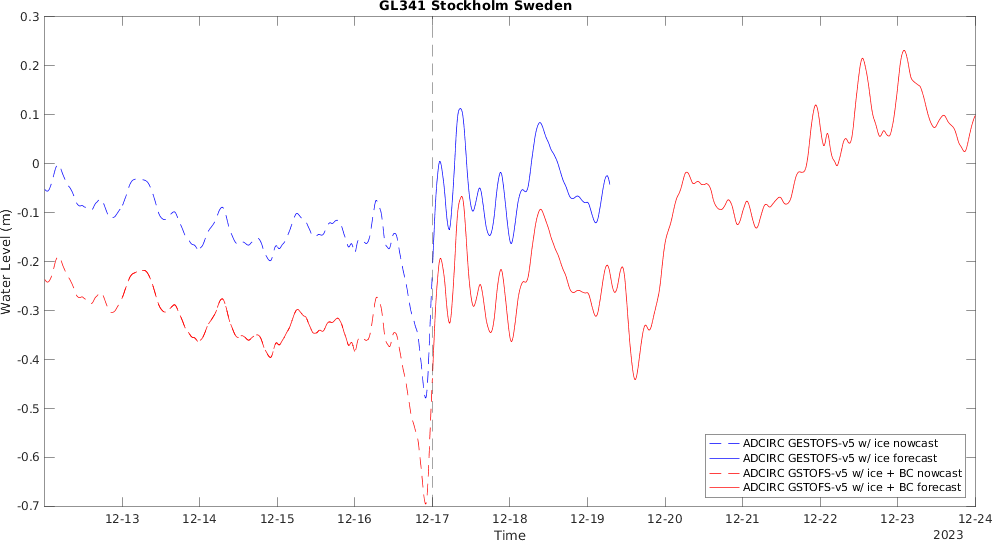 GL341 Stockholm Sweden
0.3
0.2
0.1
0
-0.1
-0.2
-0.3
-0.4
-0.5
-0.6
-0.7
Water Level (m)
ADCIRC GESTOFS-v5 w/ ice nowcast
ADCIRC GESTOFS-v5 w/ ice forecast
ADCIRC GSTOFS-v5 w/ ice + BC nowcast
ADCIRC GSTOFS-v5 w/ ice + BC forecast
12-13 12-14 12-15 12-16 12-17 12-18 12-19 12-20 12-21 12-22 12-23 12-24
Time
2023